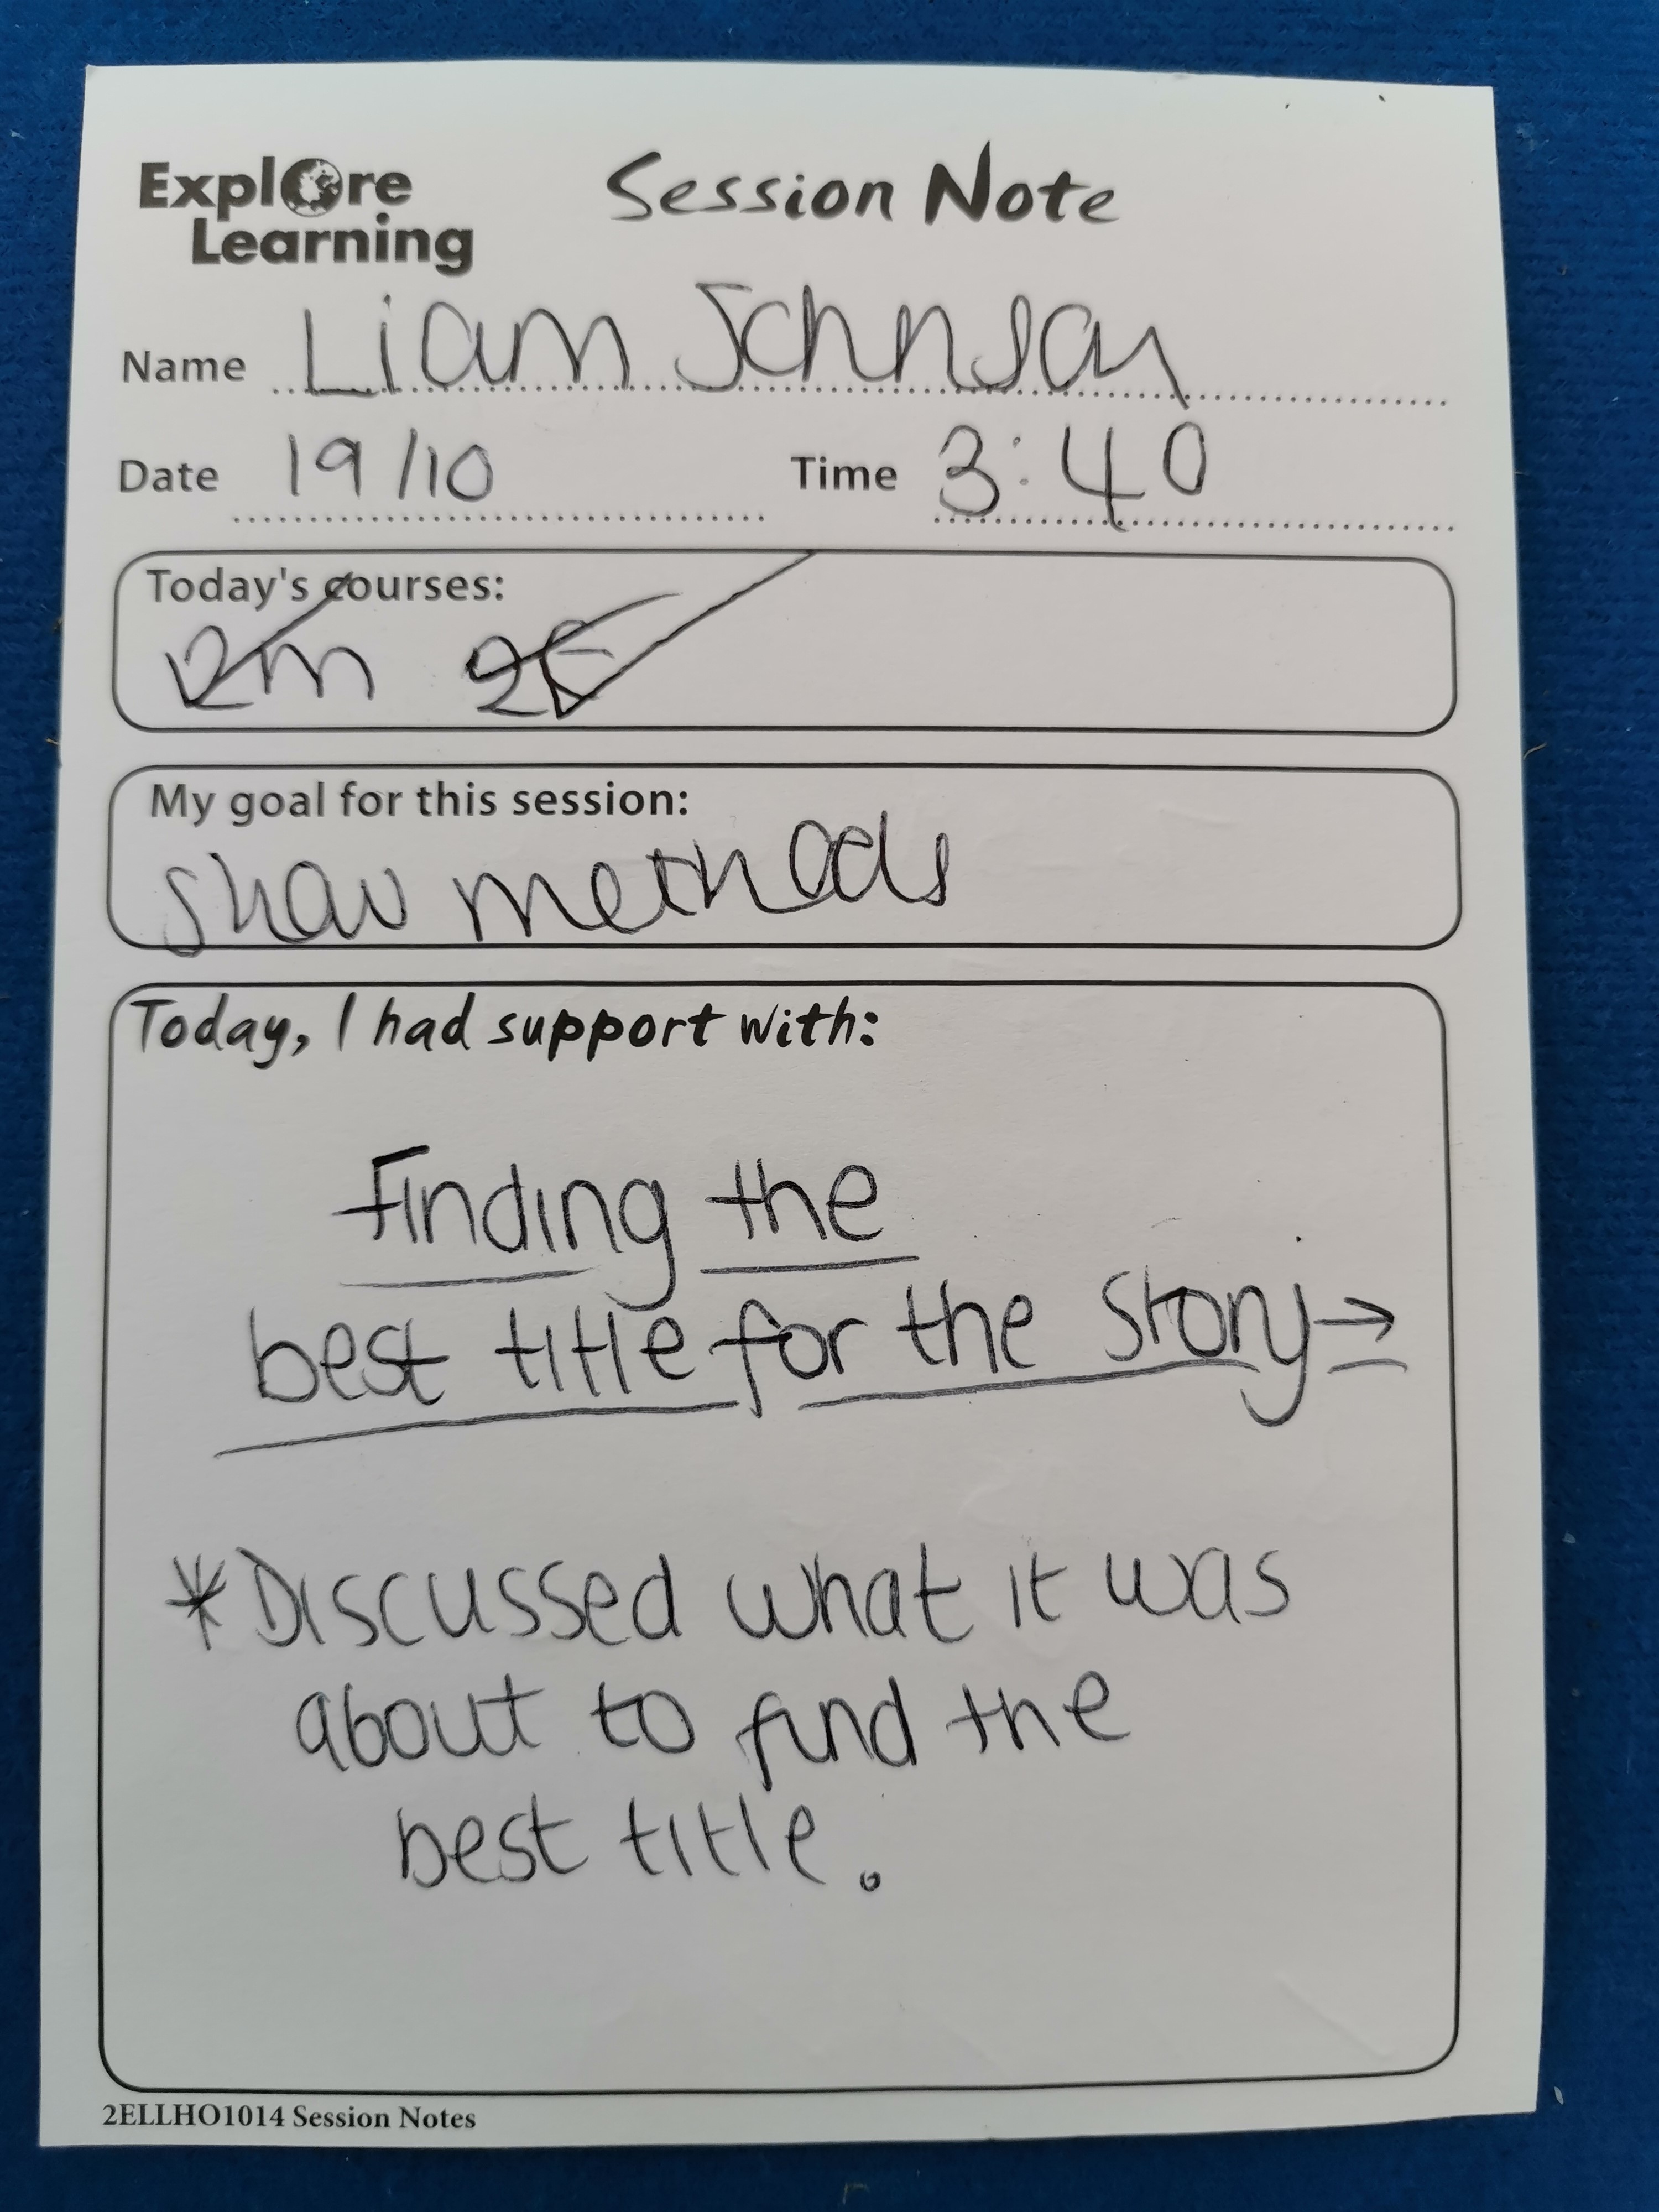 Explore
Learning
Session Note
Name Liam Johnson
Date 19/10 Time 3:40
Today's courses:
2m 2E
My goal for this session:
show methods
Today, I had support with:
Finding the
best title for the story →
* Discussed what it was
about to find the
best title.
2ELLHO1014 Session Notes